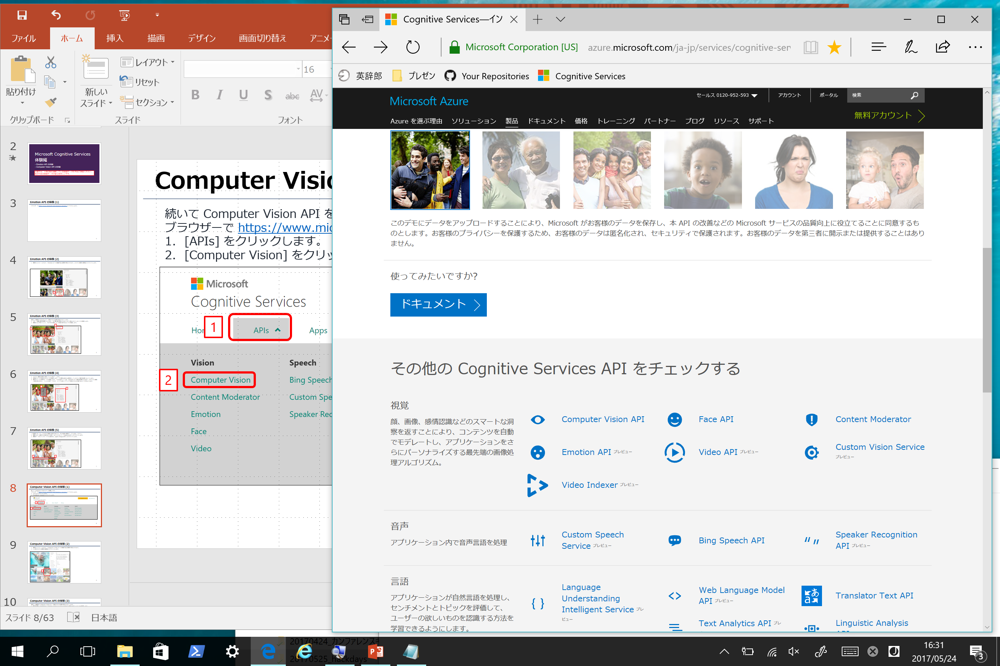 ファイル
ホーム
挿入
描画
デザイン
画面切り替え
アニメー
貼り付け
クリップボード
新しい
スライド
レイアウト
リセット
セクション
スライド
16
B I U S abc AV
フォント
2
Microsoft Cognitive Services
体験編
- Emotion API の体験
- Computer Vision API の体験
3
Emotion API の体験 (1)
4
Emotion API の体験 (2)
5
Emotion API の体験 (3)
6
Emotion API の体験 (4)
7
Emotion API の体験 (5)
8
Computer Vision API の体験 (1)
9
Computer Vision API の体験 (2)
10
Computer Vision API の体験 (3)
Computer Visi
続いて Computer Vision API を
ブラウザーで https://www.mic
1. [APIs] をクリックします。
2. [Computer Vision] をクリッ
Microsoft
Cognitive Services
Hor
1
APIs
Apps
Vision
Speech
2
Computer Vision
Bing Speech
Content Moderator
Custom Spe
Emotion
Speaker Rec
Face
Video
スライド 8/63
日本語
Cognitive Services—イン
Microsoft Corporation [US]
azure.microsoft.com/ja-jp/services/cognitive-ser
英辞郎
プレゼン
Your Repositories
Cognitive Services
Microsoft Azure
セールス 0120-952-593
アカウント
ポータル
検索
Azure を選ぶ理由
ソリューション
製品
ドキュメント
価格
トレーニング
パートナー
ブログ
リソース
サポート
無料アカウント
このデモにデータをアップロードすることにより、Microsoft がお客様のデータを保存し、本 API の改善などの Microsoft サービスの品質向上に役立てることに同意するも
のとします。お客様のプライバシーを保護するため、お客様のデータは匿名化され、セキュリティで保護されます。お客様のデータを第三者に開示または提供することはあり
ません。
使ってみたいですか?
ドキュメント
その他の Cognitive Services API をチェックする
視覚
顔、画像、感情認識などのスマートな洞
察を返すことにより、コンテンツを自動
でモデレートし、アプリケーションをさ
らにパーソナライズする最先端の画像処
理アルゴリズム。
Computer Vision API
Face API
Content Moderator
Emotion API プレビュー
Video API プレビュー
Custom Vision Service
プレビュー
Video Indexer プレビュー
音声
アプリケーション内で音声言語を処理
Custom Speech
Service プレビュー
Bing Speech API
Speaker Recognition
API プレビュー
言語
アプリケーションが自然言語を処理し、
センチメントとトピックを評価して、
ユーザーの欲しいものを認識する方法を
学習できるようにします。
Language
Understanding
Intelligent Service プレ
ビュー
Web Language Model
API プレビュー
Translator Text API
Text Analytics API プレ
Linguistic Analysis
20170424_カンファレンスキ
20170525_hackdays
16:31
2017/05/24
3